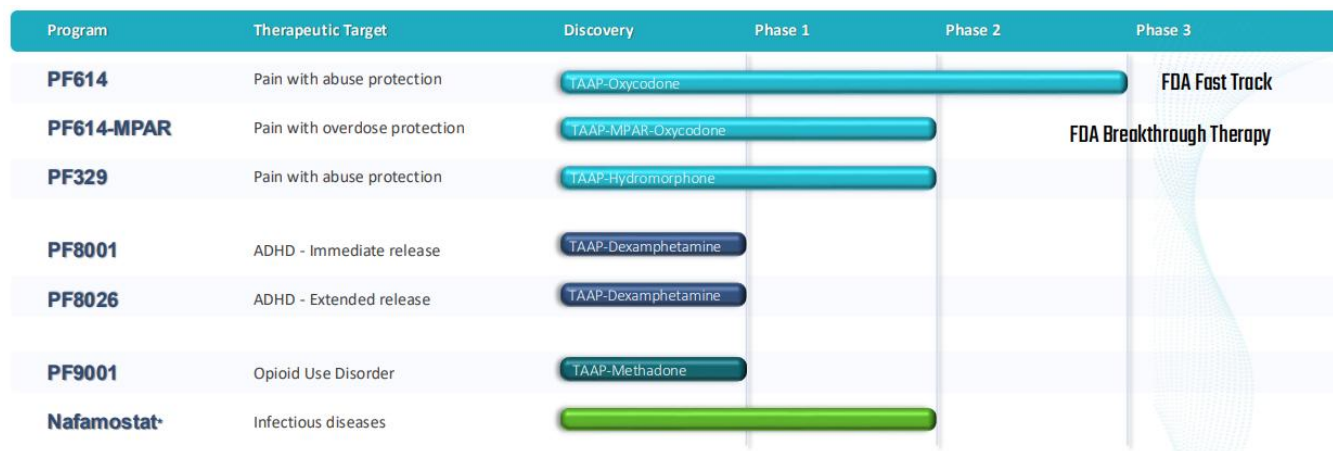 Program Therapeutic Target Discovery Phase 1 Phase 2 Phase 3
PF614 Pain with abuse protection TAAP-Oxycodone FDA Fast Track
PF614-MPAR Pain with overdose protection TAAP-MPAR-Oxycodone FDA Breakthrough Therapy
PF329 Pain with abuse protection TAAP-Hydromorphone
PF8001 ADHD - Immediate release TAAP-Dexamphetamine
PF8026 ADHD - Extended release TAAP-Dexamphetamine
PF9001 Opioid Use Disorder TAAP-Methadone
Nafamostat* Infectious diseases